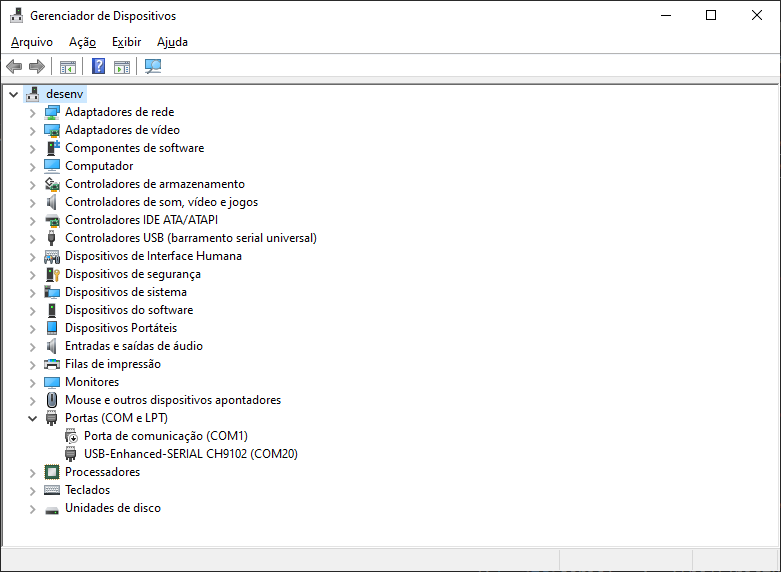 Gerenciador de Dispositivos
Arquivo Ação Exibir Ajuda
desenv
Adaptadores de rede
Adaptadores de vídeo
Componentes de software
Computador
Controladores de armazenamento
Controladores de som, vídeo e jogos
Controladores IDE ATA/ATAPI
Controladores USB (barramento serial universal)
Dispositivos de Interface Humana
Dispositivos de segurança
Dispositivos de sistema
Dispositivos do software
Dispositivos Portáteis
Entradas e saídas de áudio
Filas de impressão
Monitores
Mouse e outros dispositivos apontadores
Portas (COM e LPT)
Porta de comunicação (COM1)
USB-Enhanced-SERIAL CH9102 (COM20)
Processadores
Teclados
Unidades de disco